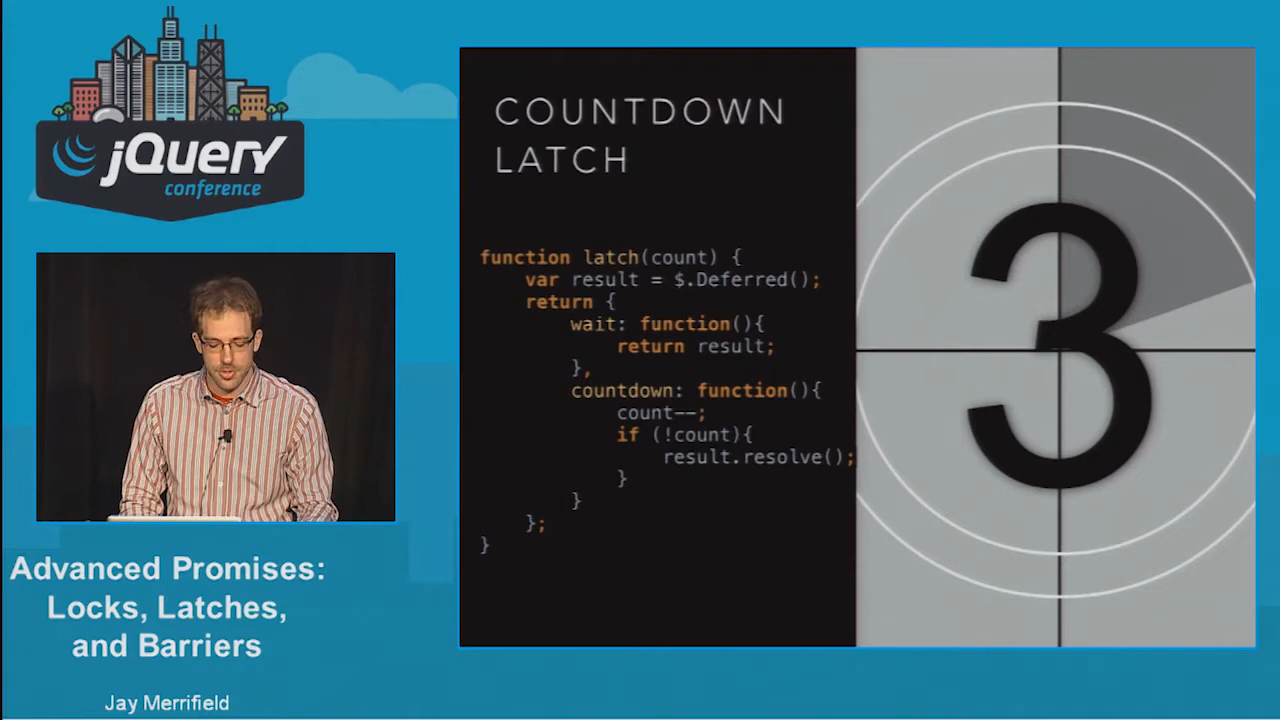 jQuery
conference
Advanced Promises:
Locks, Latches,
and Barriers
Jay Merrifield
COUNTDOWN
LATCH
function latch(count) {
    var result = $.Deferred();
    return {
        wait: function(){
            return result;
        },
        countdown: function(){
            count--;
            if (!count){
                result.resolve();
            }
        }
    };
}
3